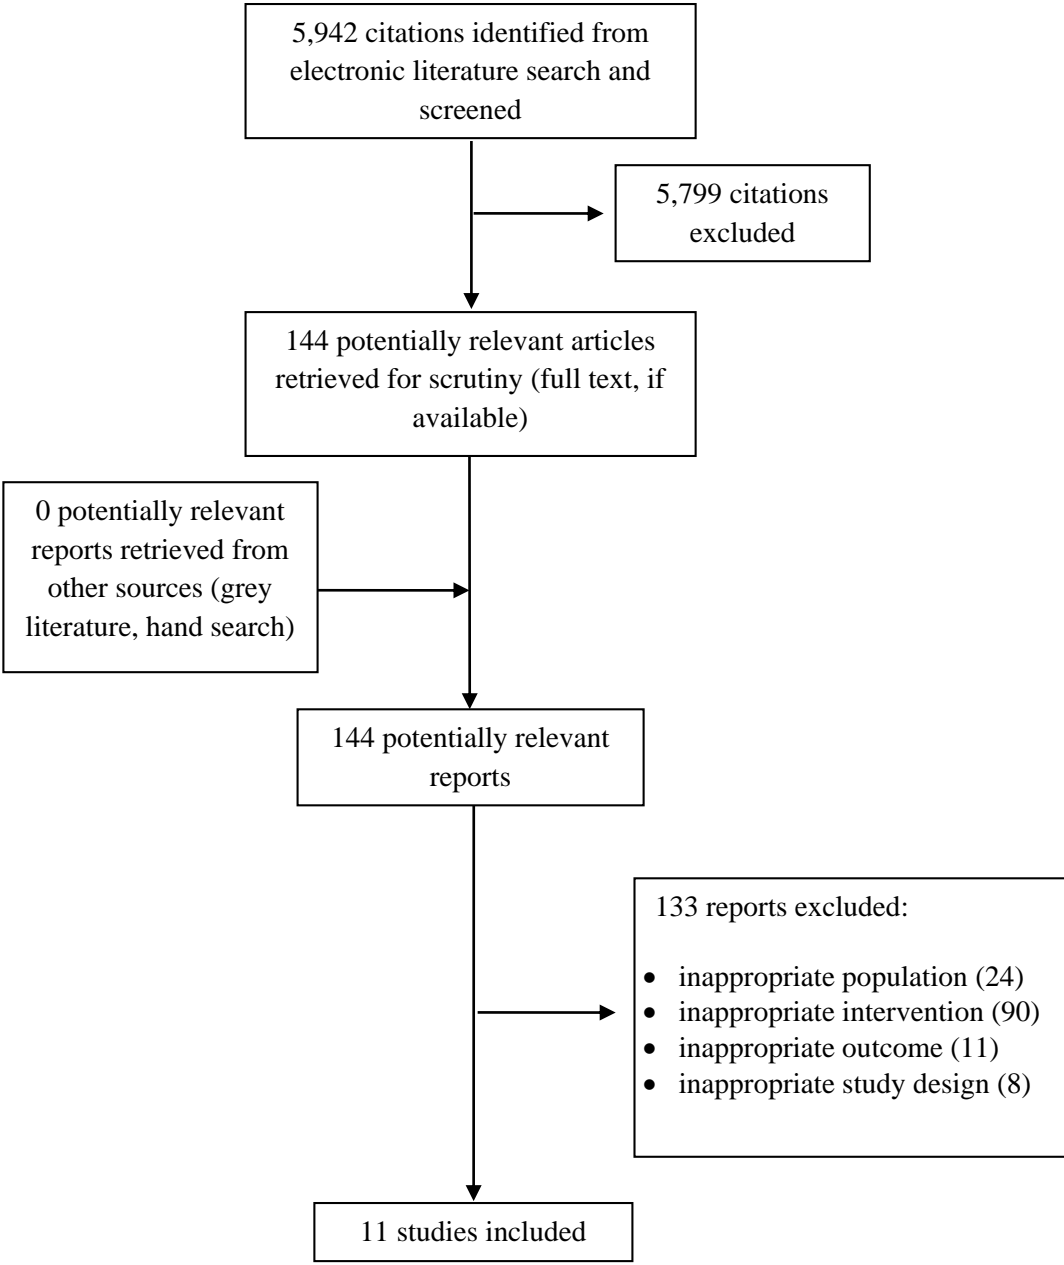 5,942 citations identified from
electronic literature search and
screened
5,799 citations
excluded
144 potentially relevant articles
retrieved for scrutiny (full text, if
available)
0 potentially relevant
reports retrieved from
other sources (grey
literature, hand search)
144 potentially relevant
reports
133 reports excluded:
• inappropriate population (24)
• inappropriate intervention (90)
• inappropriate outcome (11)
• inappropriate study design (8)
11 studies included